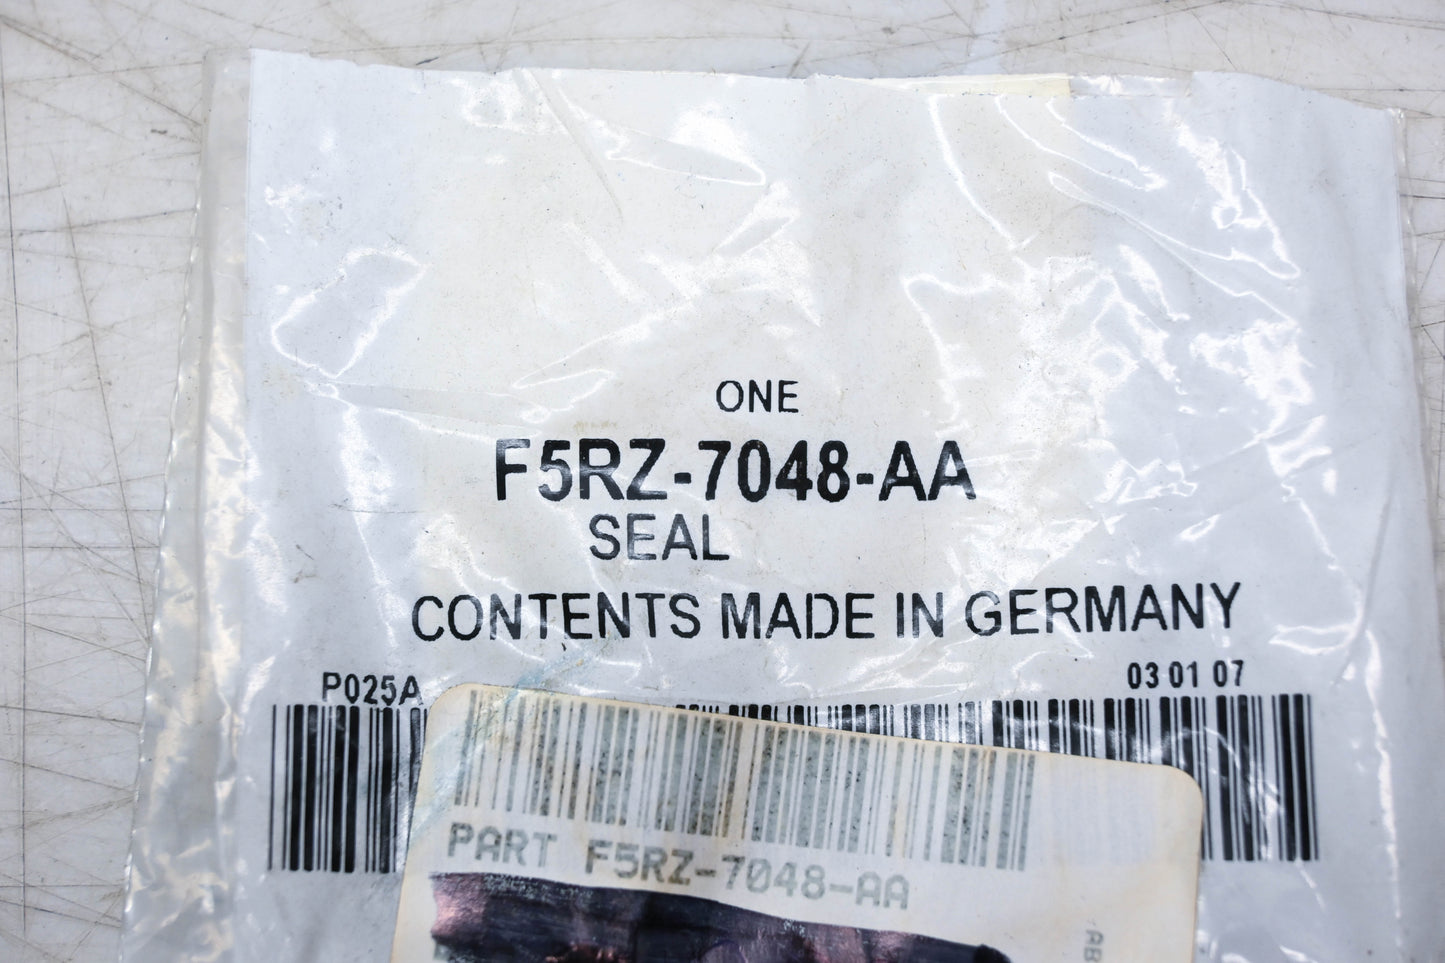 ONE
F5RZ-7048-AA
SEAL
CONTENTS MADE IN GERMANY
P025A 03 01 07
PART F5RZ-7048-AA